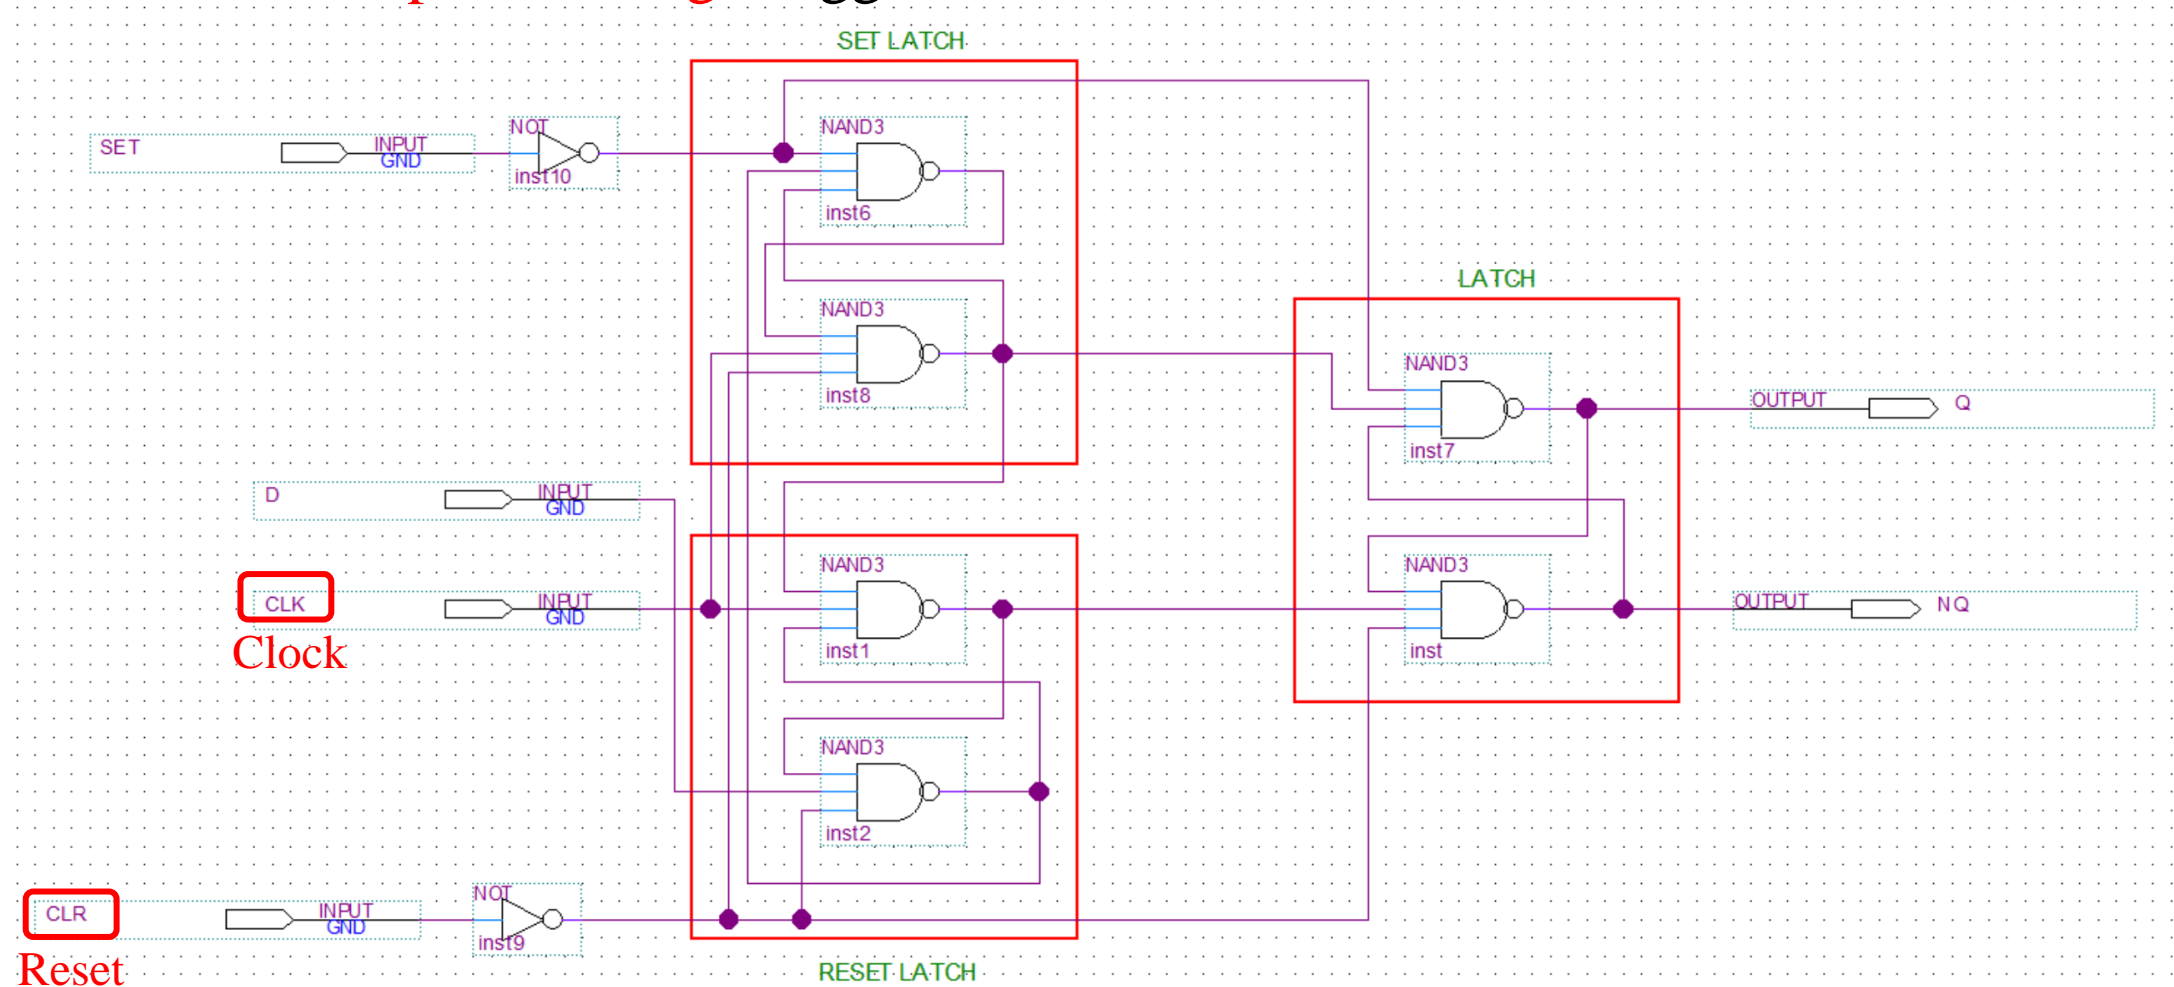 SET LATCH
NOT
NAND3
SET
INPUT
GND
inst10
inst6
LATCH
NAND3
inst8
NAND3
OUTPUT
Q
inst7
D
INPUT
GND
NAND3
NAND3
CLK
INPUT
GND
OUTPUT
NQ
Clock
inst1
inst
NAND3
inst2
NOT
CLR
INPUT
GND
inst9
Reset
RESET LATCH